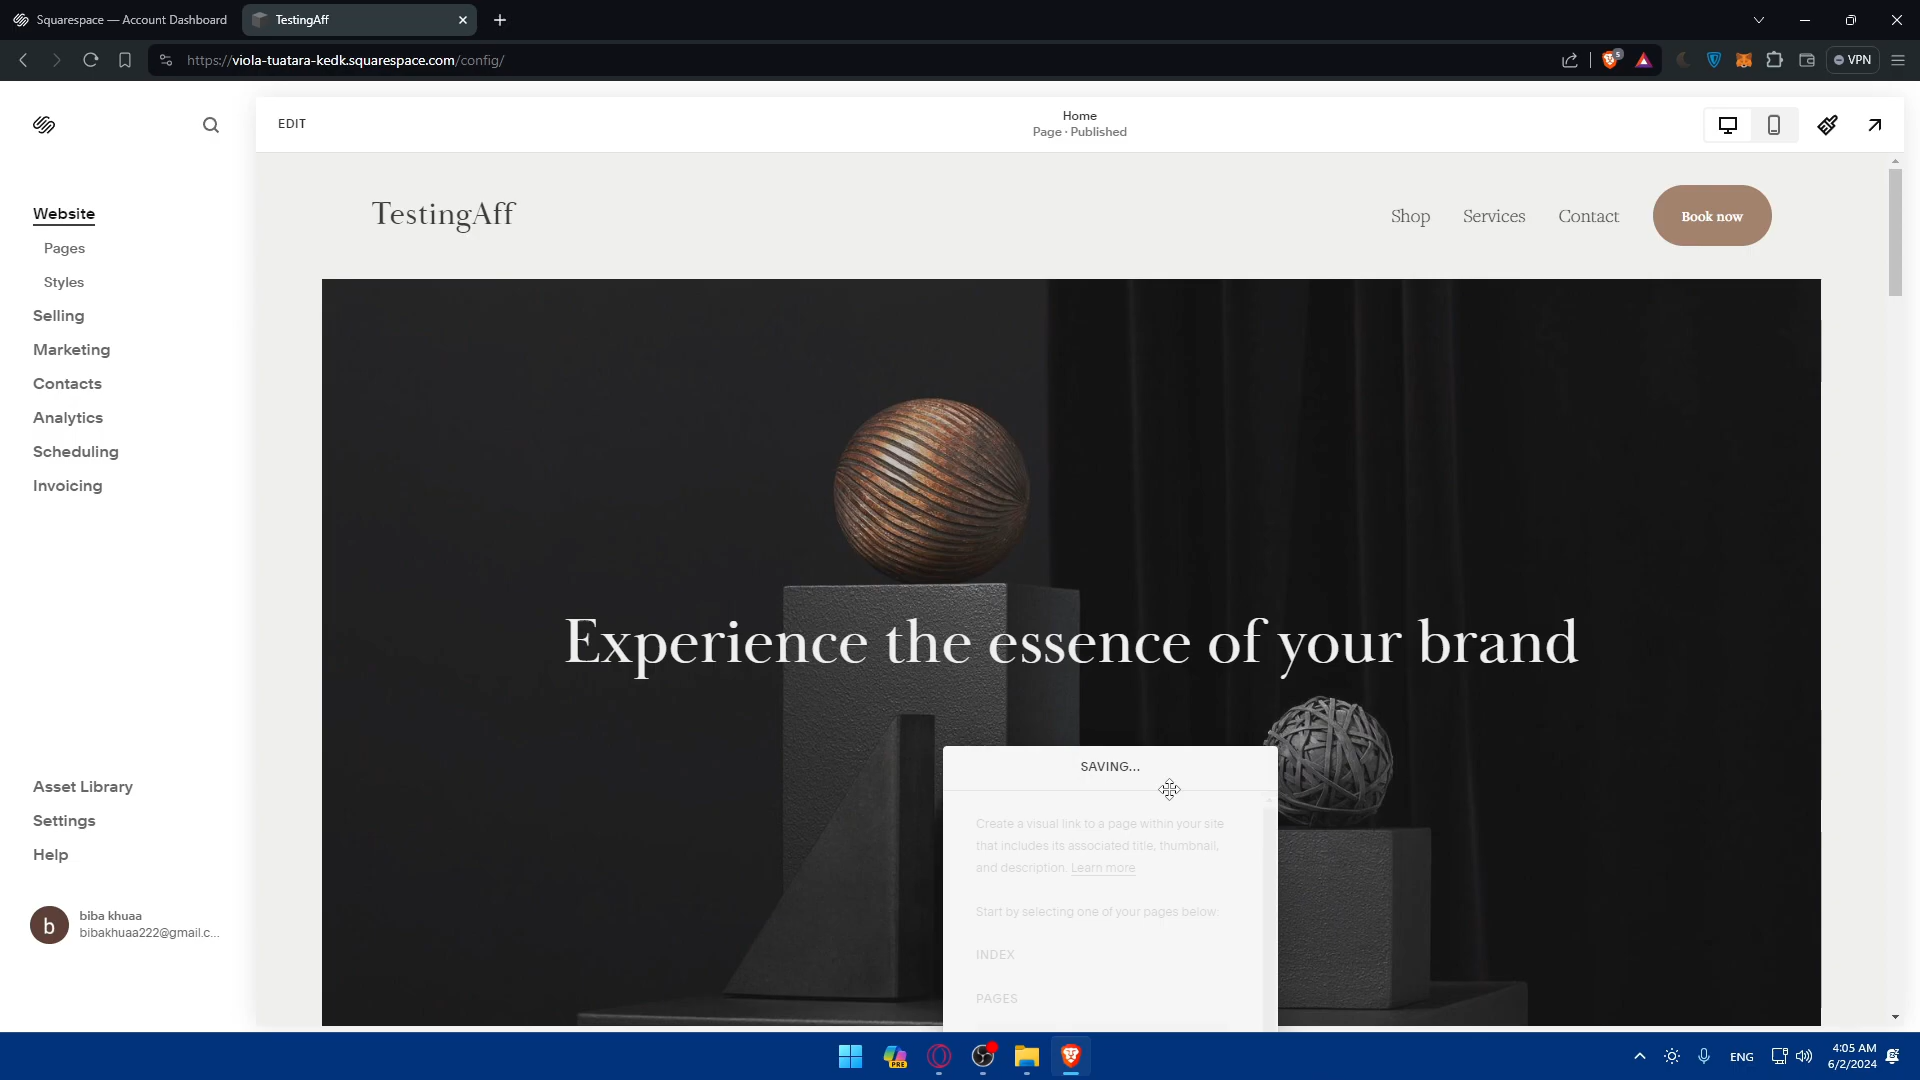 Squarespace — Account Dashboard
TestingAff
https://viola-tuatara-kedk.squarespace.com/config/
5
VPN
EDIT
Home
Page · Published
Website
Pages
Styles
Selling
Marketing
Contacts
Analytics
Scheduling
Invoicing
Asset Library
Settings
Help
b
biba khuaa
bibakhuaa222@gmail.c...
TestingAff
Shop
Services
Contact
Book now
Experience the essence of your brand
SAVING...
Create a visual link to a page within your site
that includes its associated title, thumbnail,
and description. Learn more
Start by selecting one of your pages below:
INDEX
PAGES
PRE
ENG
4:05 AM
6/2/2024